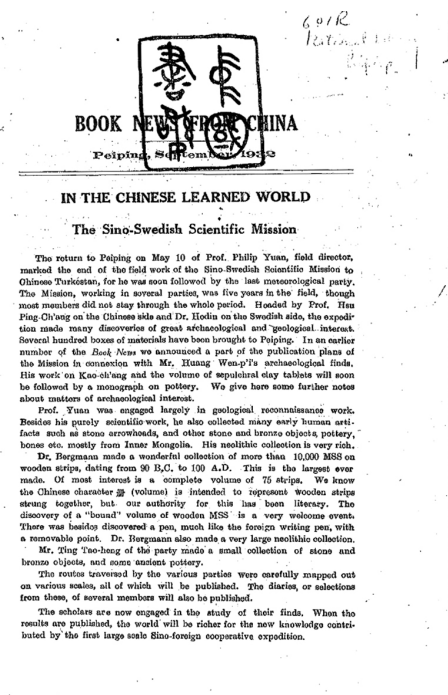 601R
BOOK NEWS FROM CHINA
Peiping, September, 1932
IN THE CHINESE LEARNED WORLD
The Sino-Swedish Scientific Mission
The return to Peiping on May 10 of Prof. Philip Yuan, field director,
marked the end of the field work of the Sino-Swedish Scientific Mission to
Chinese Turkestan, for he was soon followed by the last meteorological party.
The Mission, working in several parties, was five years in the field, though
most members did not stay through the whole period. Headed by Prof. Hsu
Ping-Ch'ang on the Chinese side and Dr. Hedin on the Swedish side, the expedi-
tion made many discoveries of great archaeological and geological interest.
Several hundred boxes of materials have been brought to Peiping. In an earlier
number of the Book News we announced a part of the publication plans of
the Mission in connexion with Mr. Huang Wen-p'i's archaeological finds.
His work on Kao-ch'ang and the volume of sepulchral clay tablets will soon
be followed by a monograph on pottery. We give here some further notes
about matters of archaeological interest.
Prof. Yuan was engaged largely in geological reconnaissance work.
Besides his purely scientific work, he also collected many early human arti-
facts such as stone arrowheads, and other stone and bronze objects, pottery,
bones etc. mostly from Inner Mongolia. His neolithic collection is very rich.
Dr. Bergmann made a wonderful collection of more than 10,000 MSS on
wooden strips, dating from 90 B.C. to 100 A.D. This is the largest ever
made. Of most interest is a complete volume of 75 strips. We know
the Chinese character 册 (volume) is intended to represent wooden strips
strung together, but our authority for this has been literary. The
discovery of a "bound" volume of wooden MSS is a very welcome event.
There was besides discovered a pen, much like the foreign writing pen, with
a removable point. Dr. Bergmann also made a very large neolithic collection.
Mr. Ting Tao-heng of the party made a small collection of stone and
bronze objects, and some ancient pottery.
The routes traversed by the various parties were carefully mapped out
on various scales, all of which will be published. The diaries, or selections
from these, of several members will also be published.
The scholars are now engaged in the study of their finds. When the
results are published, the world will be richer for the new knowledge contri-
buted by the first large scale Sino-foreign cooperative expedition.